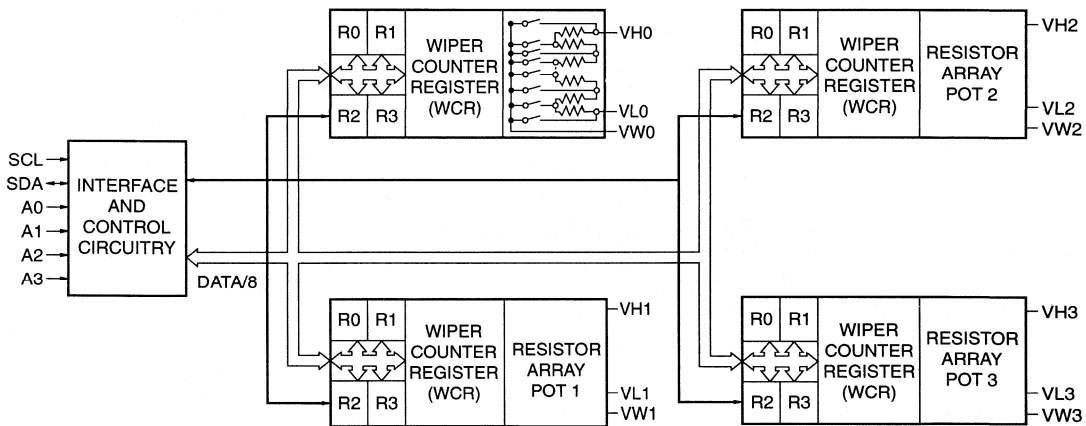 SCL
SDA
A0
A1
A2
A3
INTERFACE
AND
CONTROL
CIRCUITRY
DATA/8
R0 R1
R2 R3
WIPER
COUNTER
REGISTER
(WCR)
VH0
VL0
VW0
R0 R1
R2 R3
WIPER
COUNTER
REGISTER
(WCR)
RESISTOR
ARRAY
POT 2
VH2
VL2
VW2
R0 R1
R2 R3
WIPER
COUNTER
REGISTER
(WCR)
RESISTOR
ARRAY
POT 1
VH1
VL1
VW1
R0 R1
R2 R3
WIPER
COUNTER
REGISTER
(WCR)
RESISTOR
ARRAY
POT 3
VH3
VL3
VW3